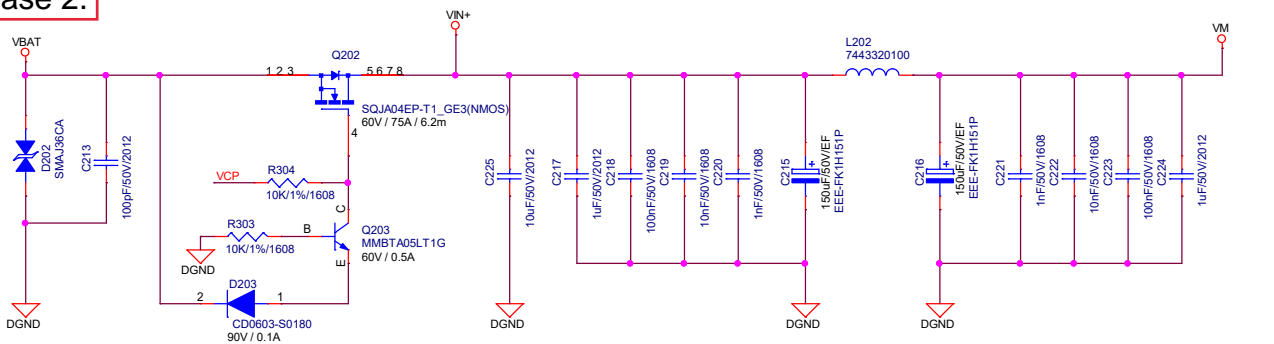 ase 2.
VBAT
D202
SMAJ36CA
C213
100pF/50V/2012
DGND
1 2 3
Q202
5 6 7 8
SQJA04EP-T1_GE3(NMOS)
60V / 75A / 6.2m
4
VCP
R304
10K/1%/1608
R303
10K/1%/1608
DGND
B
C
E
Q203
MMBTA05LT1G
60V / 0.5A
2
D203
1
CD0603-S0180
90V / 0.1A
VIN+
C225
10uF/50V/2012
DGND
C217
1uF/50V/2012
C218
100nF/50V/1608
C219
10nF/50V/1608
C220
1nF/50V/1608
C215
+
150uF/50V/EF
EEE-FK1H151P
DGND
L202
7443320100
C216
+
150uF/50V/EF
EEE-FK1H151P
DGND
C221
1nF/50V/1608
C222
10nF/50V/1608
C223
100nF/50V/1608
C224
1uF/50V/2012
VM